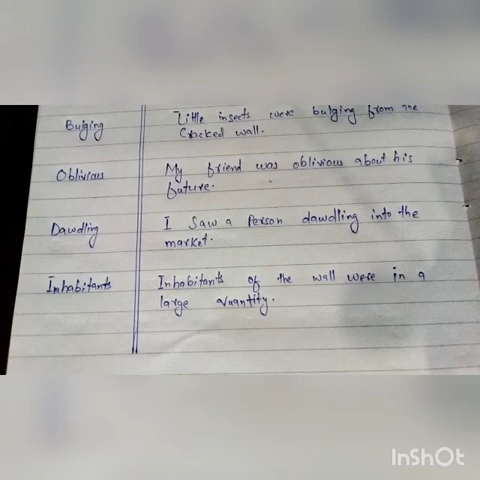 Bulging
Little insects were bulging from the
Cracked wall.
Oblivious
My friend was oblivious about his
future.
Dawdling
I Saw a Person dawdling into the
market.
Inhabitants
Inhabitants of the wall were in a
large quantity.
InShOt